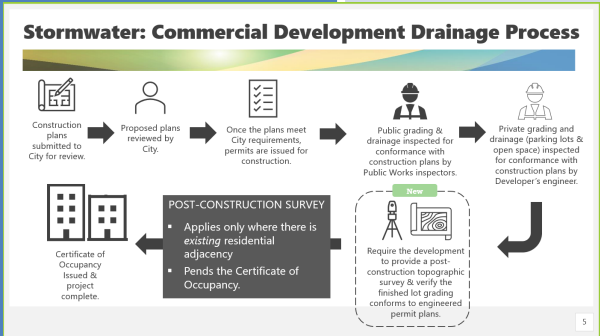 Stormwater: Commercial Development Drainage Process
Construction
plans
submitted to
City for review.
Proposed plans
reviewed by
City.
Once the plans meet
City requirements,
permits are issued for
construction.
Public grading &
drainage inspected for
conformance with
construction plans by
Public Works inspectors.
Private grading and
drainage (parking lots &
open space) inspected
for conformance with
construction plans by
Developer's engineer.
New
Require the development
to provide a post-
construction topographic
survey & verify the
finished lot grading
conforms to engineered
permit plans.
POST-CONSTRUCTION SURVEY
▪ Applies only where there is
existing residential
adjacency
▪ Pends the Certificate of
Occupancy.
Certificate of
Occupancy
Issued &
project
complete.
5